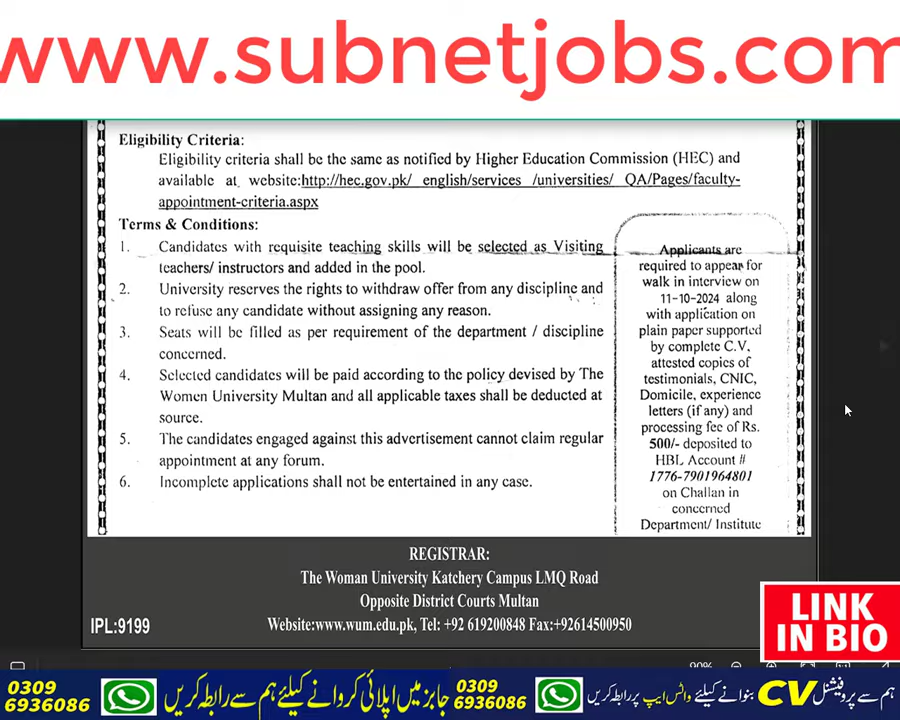 www.subnetjobs.com
Eligibility Criteria:
Eligibility criteria shall be the same as notified by Higher Education Commission (HEC) and
available at website:http://hec.gov.pk/ english/services /universities/ QA/Pages/faculty-
appointment-criteria.aspx
Terms & Conditions:
1. Candidates with requisite teaching skills will be selected as Visiting
teachers/ instructors and added in the pool.
2. University reserves the rights to withdraw offer from any discipline and
to refuse any candidate without assigning any reason.
3. Seats will be filled as per requirement of the department / discipline
concerned.
4. Selected candidates will be paid according to the policy devised by The
Women University Multan and all applicable taxes shall be deducted at
source.
5. The candidates engaged against this advertisement cannot claim regular
appointment at any forum.
6. Incomplete applications shall not be entertained in any case.
Applicants are
required to appear for
walk in interview on
11-10-2024 along
with application on
plain paper supported
by complete C.V,
attested copies of
testimonials, CNIC,
Domicile, experience
letters (if any) and
processing fee of Rs.
500/- deposited to
HBL Account #
1776-7901964801
on Challan in
concerned
Department/ Institute
REGISTRAR:
The Woman University Katchery Campus LMQ Road
Opposite District Courts Multan
Website:www.wum.edu.pk, Tel: +92 619200848 Fax:+92614500950
IPL:9199
LINK
IN BIO
90%
0309
6936086
جابز میں اپلائی کروانے کیلئے ہم سے رابطہ کریں
0309
6936086
ہم سے پروفیشنل CV بنوانے کیلئے واٹس ایپ پر رابطہ کریں